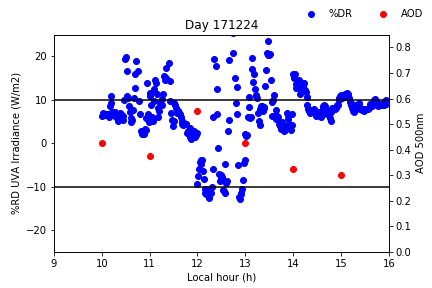 %DR AOD
Day 171224
%RD UVA Irradiance (W/m2)
20
10
0
−10
−20
AOD 500nm
0.8
0.7
0.6
0.5
0.4
0.3
0.2
0.1
0.0
9 10 11 12 13 14 15 16
Local hour (h)